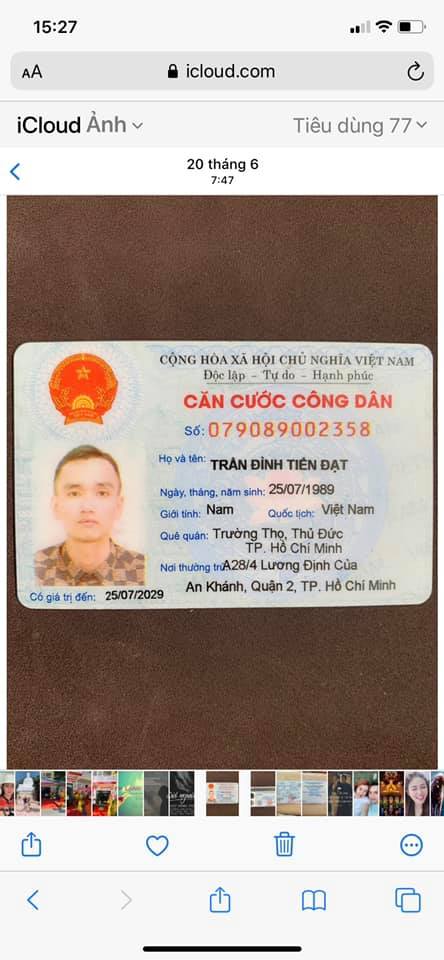 15:27
AA icloud.com
iCloud Ảnh Tiêu dùng 77
20 tháng 6
7:47
CỘNG HÒA XÃ HỘI CHỦ NGHĨA VIỆT NAM
Độc lập - Tự do - Hạnh phúc
CĂN CƯỚC CÔNG DÂN
Số: 079089002358
Họ và tên: TRẦN ĐÌNH TIẾN ĐẠT
Ngày, tháng, năm sinh: 25/07/1989
Giới tính: Nam Quốc tịch: Việt Nam
Quê quán: Trường Thọ, Thủ Đức
TP. Hồ Chí Minh
Nơi thường trú A28/4 Lương Định Của
An Khánh, Quận 2, TP. Hồ Chí Minh
Có giá trị đến: 25/07/2029